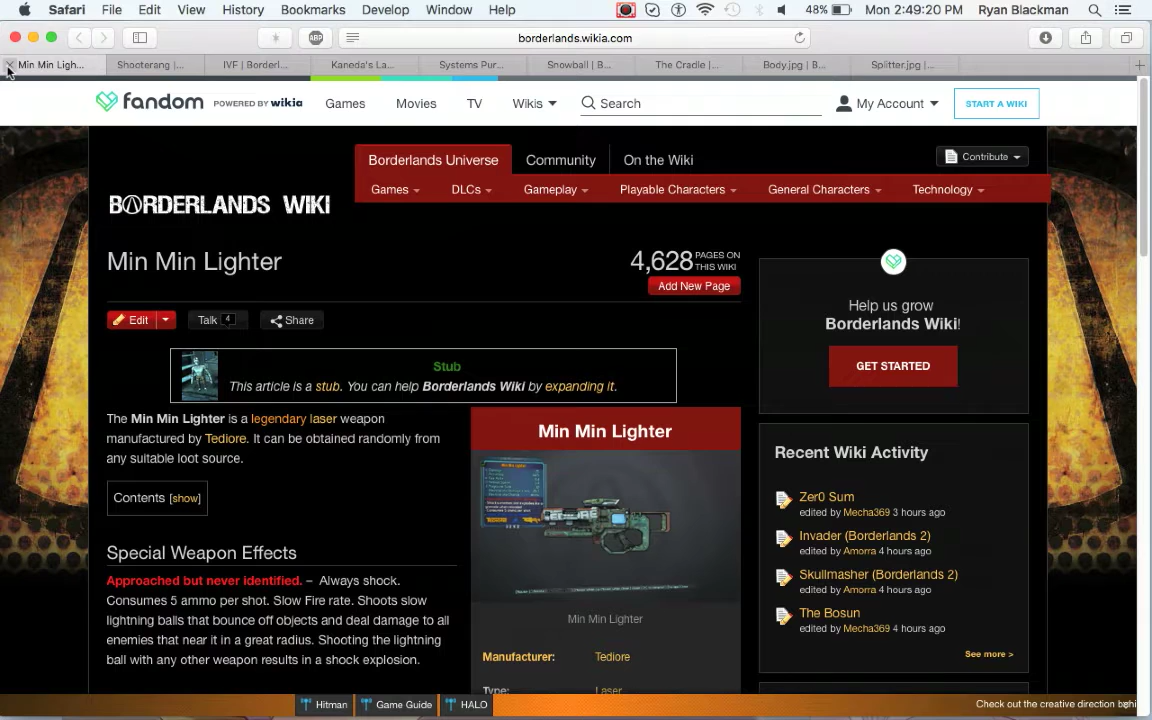 Safari File Edit View History Bookmarks Develop Window Help 48% Mon 2:49:20 PM Ryan Blackman
ABP borderlands.wikia.com
Min Min Ligh... Shooterang |... IVF | Borderl... Kaneda's La... Systems Pur... Snowball | B... The Cradle |... Body.jpg | B... Splitter.jpg |...
fandom POWERED BY wikia Games Movies TV Wikis Search My Account START A WIKI
Borderlands Universe Community On the Wiki Contribute
Games DLCs Gameplay Playable Characters General Characters Technology
BORDERLANDS WIKI
Min Min Lighter
4,628 PAGES ON THIS WIKI
Add New Page
Edit Talk 4 Share
Stub
This article is a stub. You can help Borderlands Wiki by expanding it.
The Min Min Lighter is a legendary laser weapon
manufactured by Tediore. It can be obtained randomly from
any suitable loot source.
Contents [show]
Special Weapon Effects
Approached but never identified. – Always shock.
Consumes 5 ammo per shot. Slow Fire rate. Shoots slow
lightning balls that bounce off objects and deal damage to all
enemies that near it in a great radius. Shooting the lightning
ball with any other weapon results in a shock explosion.
Min Min Lighter
Min Min Lighter
Manufacturer: Tediore
Type: Laser
Help us grow
Borderlands Wiki!
GET STARTED
Recent Wiki Activity
Zer0 Sum
edited by Mecha369 3 hours ago
Invader (Borderlands 2)
edited by Amorra 4 hours ago
Skullmasher (Borderlands 2)
edited by Amorra 4 hours ago
The Bosun
edited by Mecha369 4 hours ago
See more >
Hitman Game Guide HALO Check out the creative direction behi